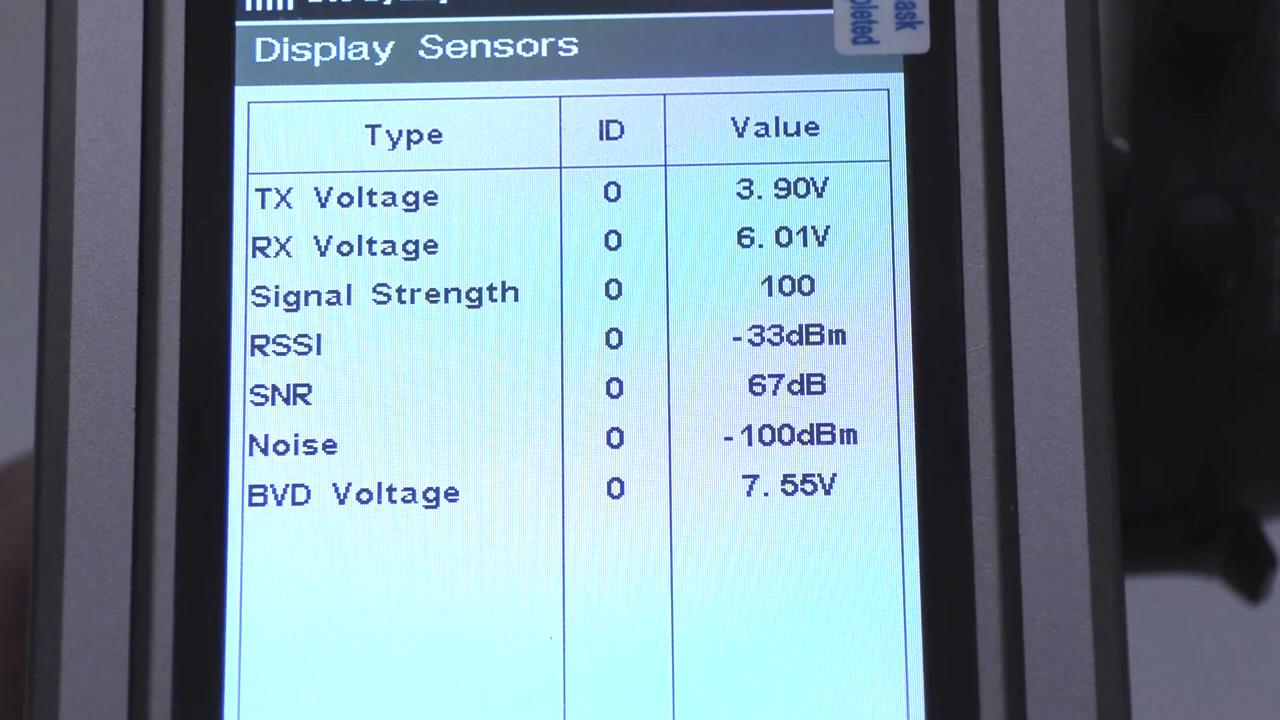 Display Sensors
Type ID Value
TX Voltage 0 3.90V
RX Voltage 0 6.01V
Signal Strength 0 100
RSSI 0 -33dBm
SNR 0 67dB
Noise 0 -100dBm
BVD Voltage 0 7.55V